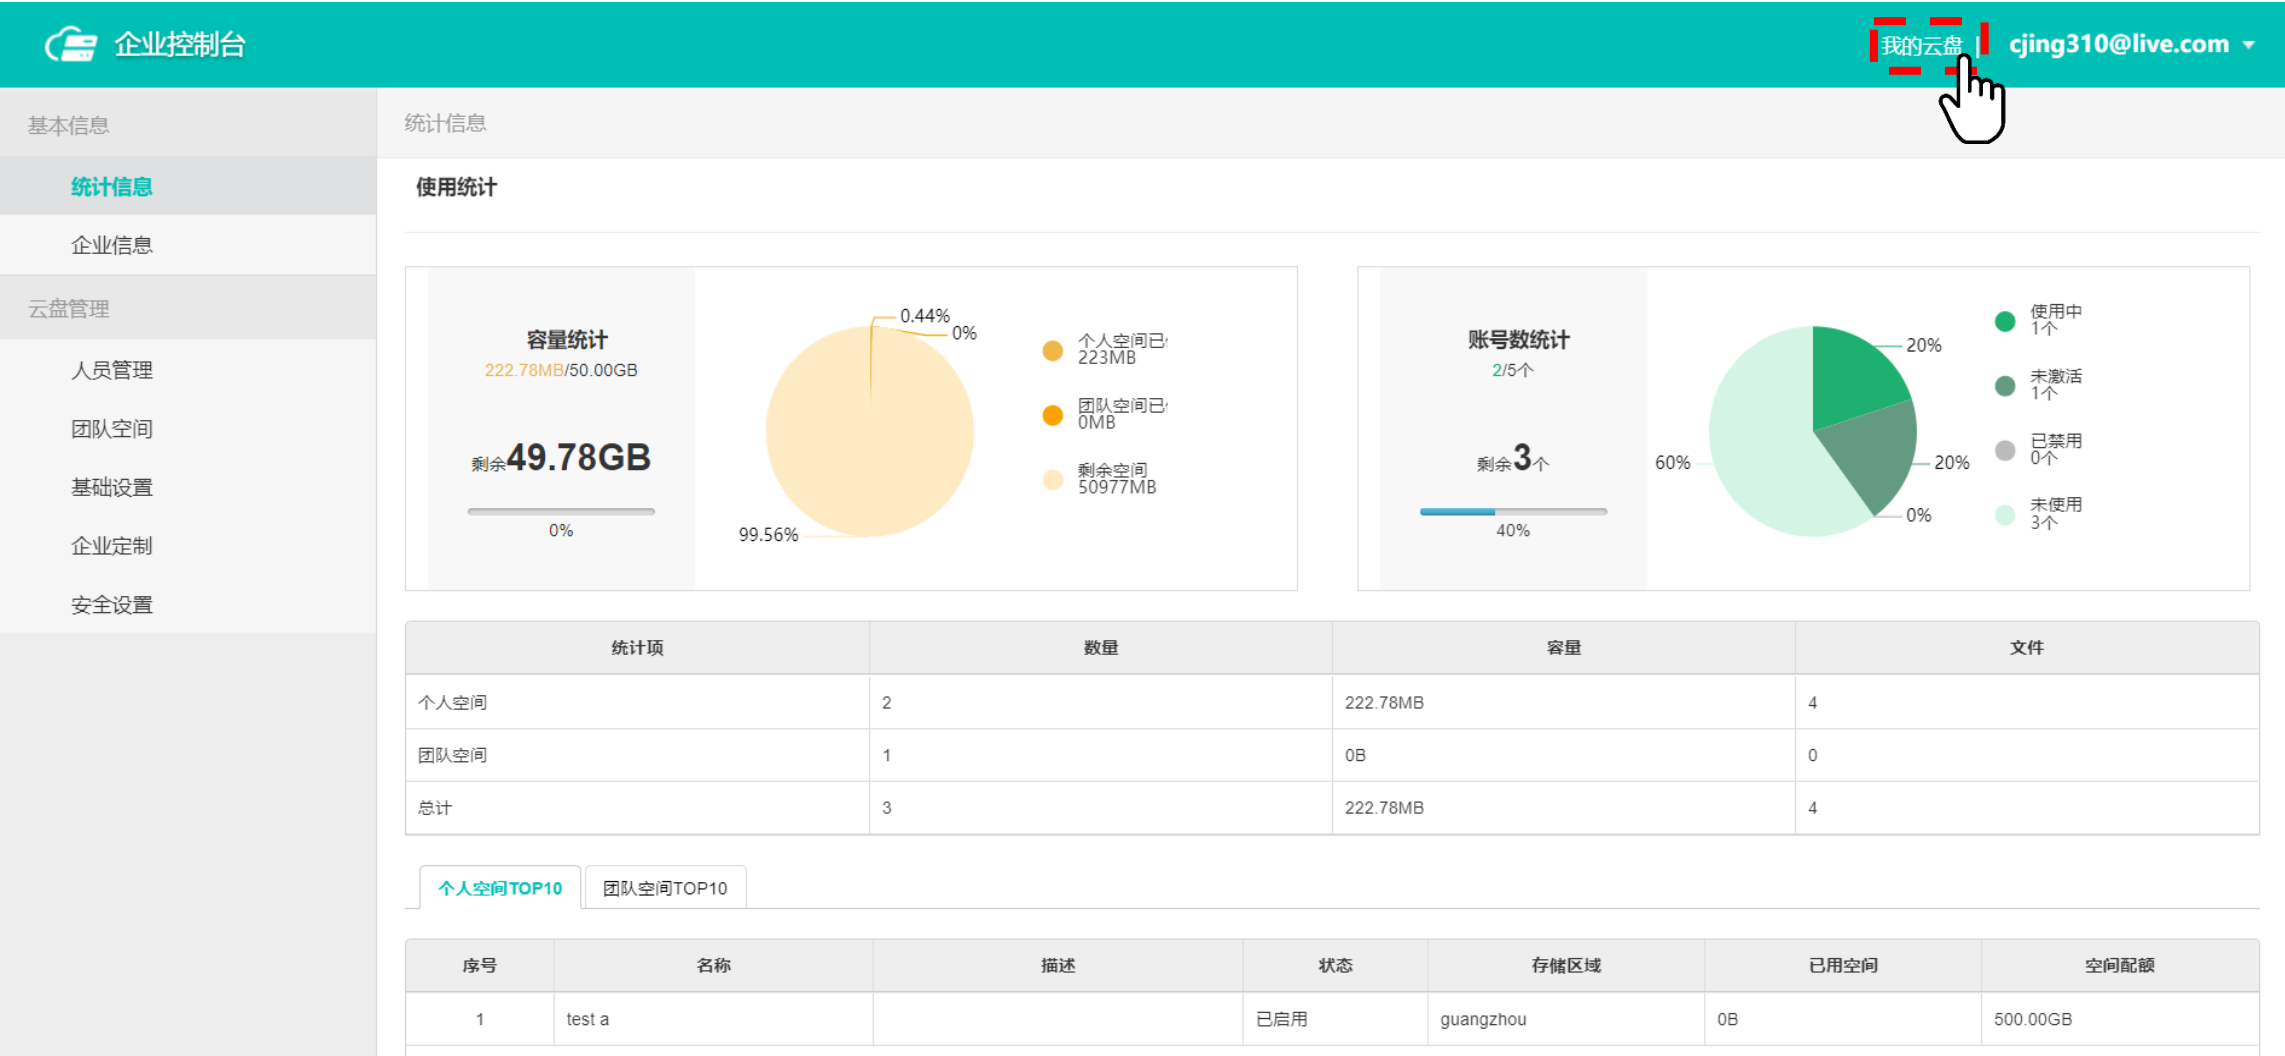 企业控制台
我的云盘 |
cjing310@live.com
基本信息
统计信息
企业信息
云盘管理
人员管理
团队空间
基础设置
企业定制
安全设置
统计信息
使用统计
容量统计
222.78MB/50.00GB
剩余49.78GB
0%
0.44%
0%
99.56%
个人空间已
223MB
团队空间已
0MB
剩余空间
50977MB
账号数统计
2/5个
剩余3个
40%
20%
20%
0%
60%
使用中
1个
未激活
1个
已禁用
0个
未使用
3个
统计项 数量 容量 文件
个人空间 2 222.78MB 4
团队空间 1 0B 0
总计 3 222.78MB 4
个人空间TOP10 团队空间TOP10
序号 名称 描述 状态 存储区域 已用空间 空间配额
1 test a 已启用 guangzhou 0B 500.00GB